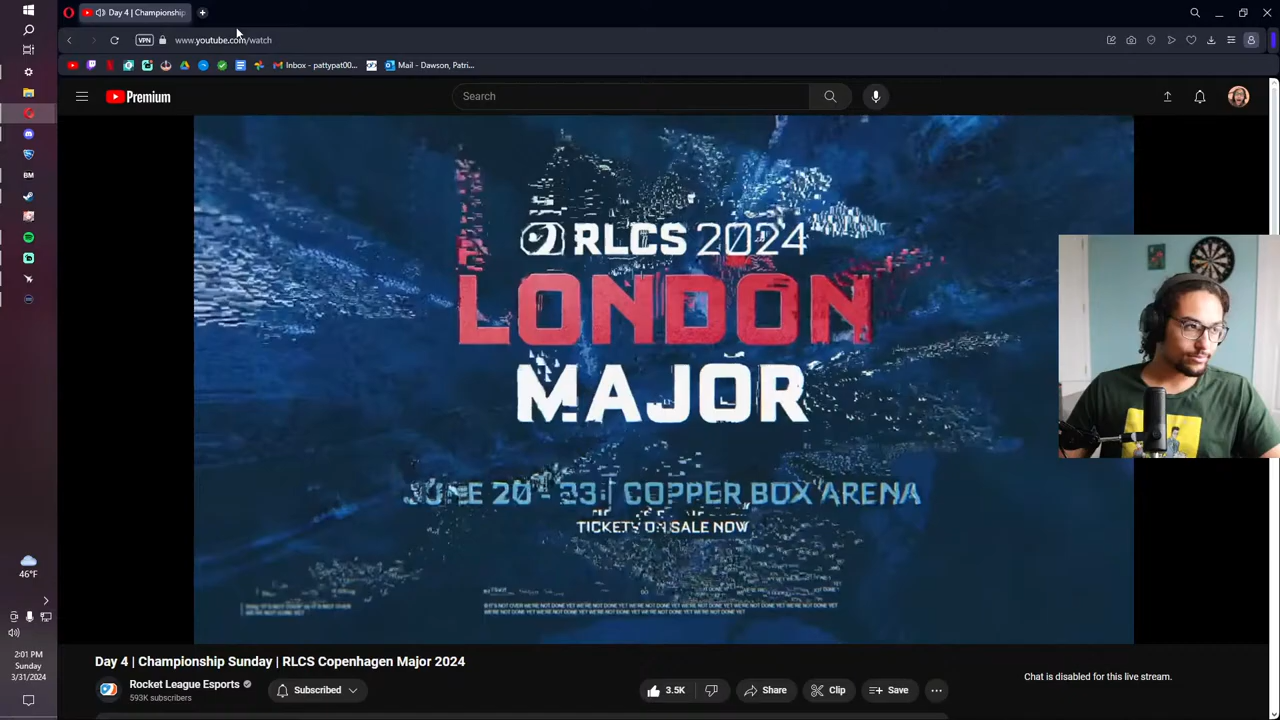 Day 4 | Championship
www.youtube.com/watch
VPN
Inbox - pattypat00...
Mail - Dawson, Patri...
Premium
Search
RLCS 2024
LONDON
MAJOR
JUNE 20 - 23 | COPPER BOX ARENA
TICKETS ON SALE NOW
BM
46°F
2:01 PM
Sunday
3/31/2024
Day 4 | Championship Sunday | RLCS Copenhagen Major 2024
Rocket League Esports
593K subscribers
Subscribed
3.5K
Share
Clip
Save
Chat is disabled for this live stream.